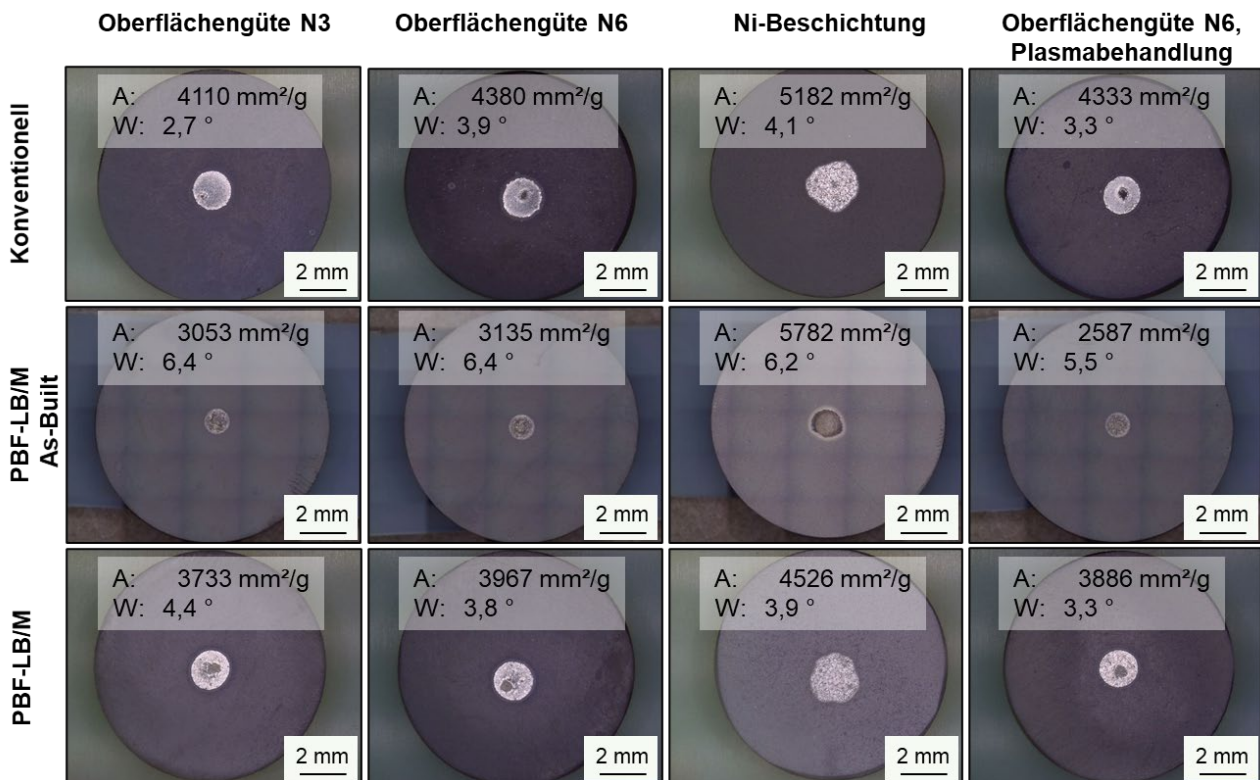 Oberflächengüte N3
Oberflächengüte N6
Ni-Beschichtung
Oberflächengüte N6,
Plasmabehandlung
Konventionell
A: 4110 mm²/g
W: 2,7 °
2 mm
A: 4380 mm²/g
W: 3,9 °
2 mm
A: 5182 mm²/g
W: 4,1 °
2 mm
A: 4333 mm²/g
W: 3,3 °
2 mm
PBF-LB/M
As-Built
A: 3053 mm²/g
W: 6,4 °
2 mm
A: 3135 mm²/g
W: 6,4 °
2 mm
A: 5782 mm²/g
W: 6,2 °
2 mm
A: 2587 mm²/g
W: 5,5 °
2 mm
PBF-LB/M
A: 3733 mm²/g
W: 4,4 °
2 mm
A: 3967 mm²/g
W: 3,8 °
2 mm
A: 4526 mm²/g
W: 3,9 °
2 mm
A: 3886 mm²/g
W: 3,3 °
2 mm